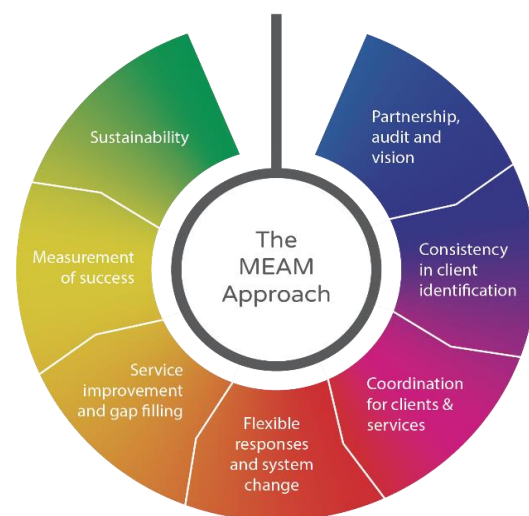 The
MEAM
Approach
Partnership,
audit and
vision
Consistency
in client
identification
Coordination
for clients &
services
Flexible
responses
and system
change
Service
improvement
and gap filling
Measurement
of success
Sustainability